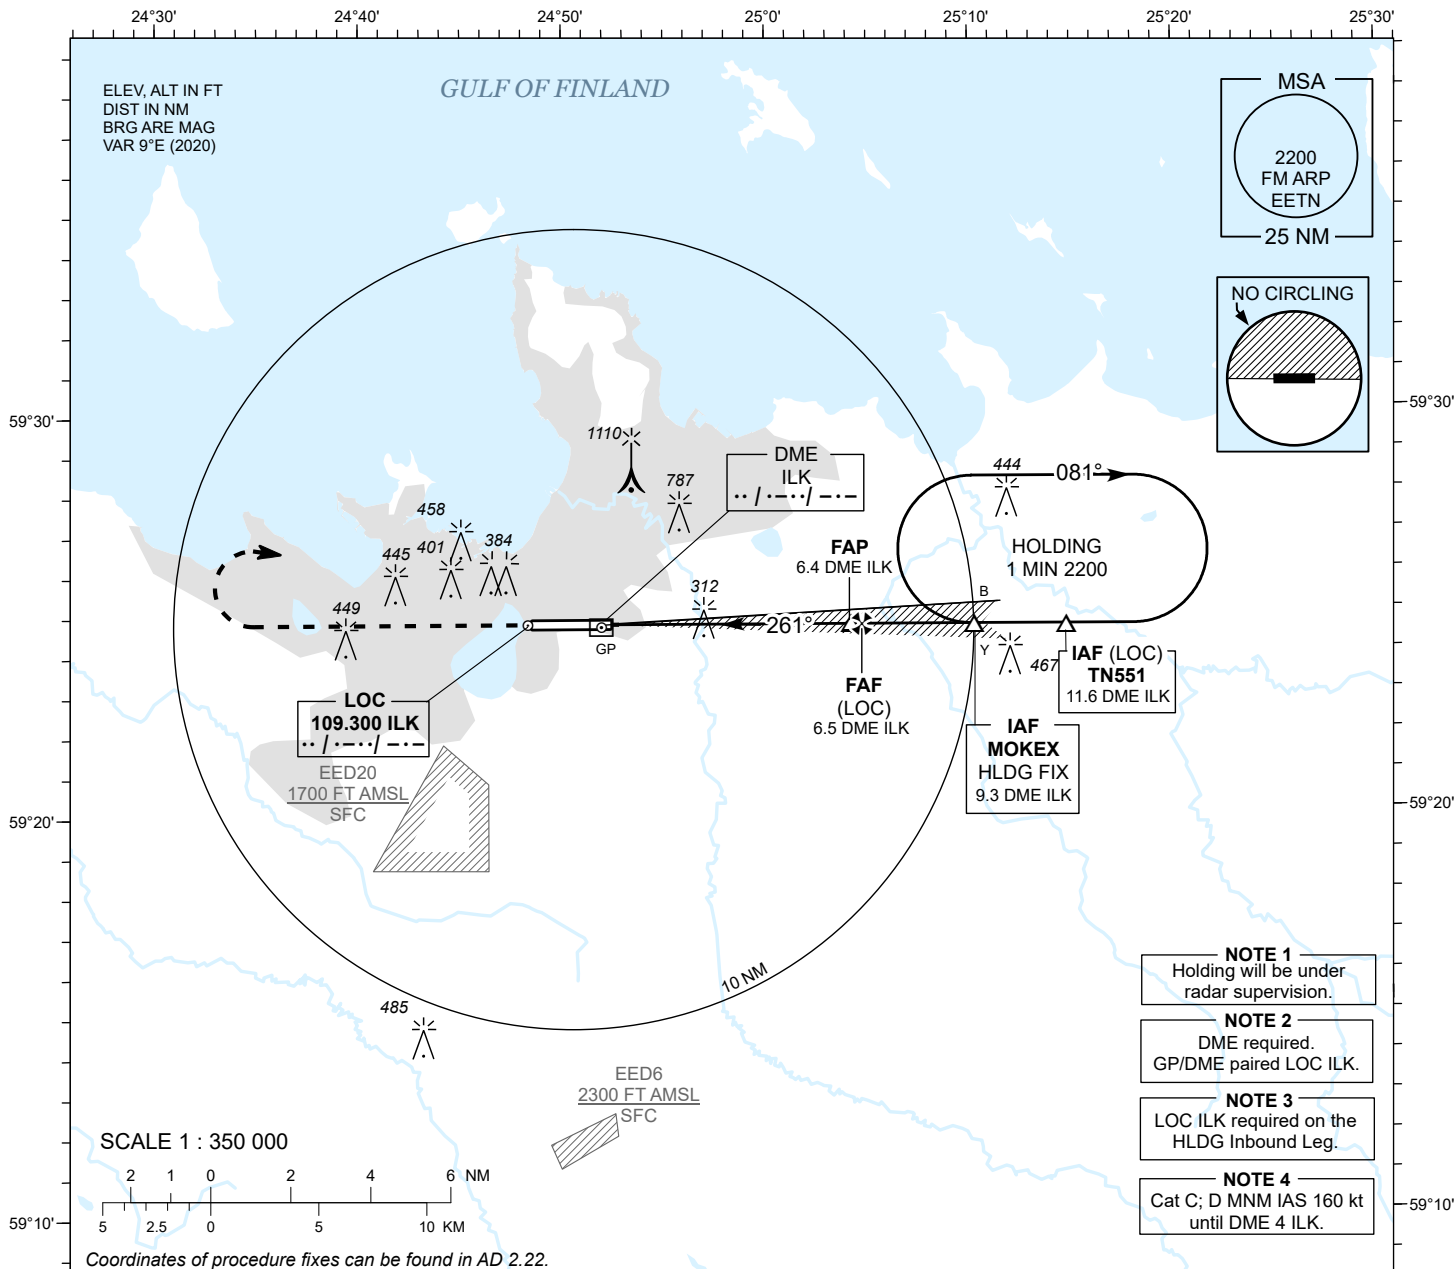 24°30'
24°40'
24°50'
25°0'
25°10'
25°20'
25°30'
ELEV, ALT IN FT
DIST IN NM
BRG ARE MAG
VAR 9°E (2020)
GULF OF FINLAND
MSA
2200
FM ARP
EETN
25 NM
NO CIRCLING
59°30'
59°30'
1110
787
DME
ILK
444
081°
HOLDING
1 MIN 2200
458
445
401
384
449
312
FAP
6.4 DME ILK
B
261°
Y
GP
467
FAF
(LOC)
6.5 DME ILK
IAF (LOC)
TN551
11.6 DME ILK
IAF
MOKEX
HLDG FIX
9.3 DME ILK
LOC
109.300 ILK
EED20
1700 FT AMSL
SFC
59°20'
59°20'
10 NM
485
EED6
2300 FT AMSL
SFC
NOTE 1
Holding will be under
radar supervision.
NOTE 2
DME required.
GP/DME paired LOC ILK.
NOTE 3
LOC ILK required on the
HLDG Inbound Leg.
NOTE 4
Cat C; D MNM IAS 160 kt
until DME 4 ILK.
SCALE 1 : 350 000
2 1 0 2 4 6 NM
5 2.5 0 5 10 KM
59°10'
59°10'
Coordinates of procedure fixes can be found in AD 2.22.